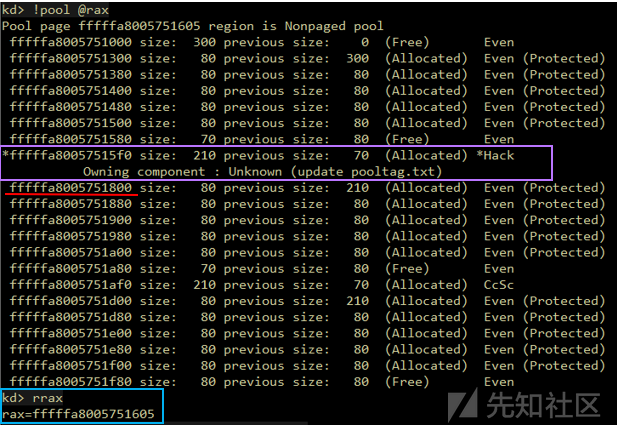 kd> !pool @rax
Pool page fffffa8005751605 region is Nonpaged pool
fffffa8005751000 size: 300 previous size: 0 (Free) Even
fffffa8005751300 size: 80 previous size: 300 (Allocated) Even (Protected)
fffffa8005751380 size: 80 previous size: 80 (Allocated) Even (Protected)
fffffa8005751400 size: 80 previous size: 80 (Allocated) Even (Protected)
fffffa8005751480 size: 80 previous size: 80 (Allocated) Even (Protected)
fffffa8005751500 size: 80 previous size: 80 (Allocated) Even (Protected)
fffffa8005751580 size: 70 previous size: 80 (Free) Even
*fffffa80057515f0 size: 210 previous size: 70 (Allocated) *Hack
Owning component : Unknown (update pooltag.txt)
fffffa8005751800 size: 80 previous size: 210 (Allocated) Even (Protected)
fffffa8005751880 size: 80 previous size: 80 (Allocated) Even (Protected)
fffffa8005751900 size: 80 previous size: 80 (Allocated) Even (Protected)
fffffa8005751980 size: 80 previous size: 80 (Allocated) Even (Protected)
fffffa8005751a00 size: 80 previous size: 80 (Allocated) Even (Protected)
fffffa8005751a80 size: 70 previous size: 80 (Free) Even
fffffa8005751af0 size: 210 previous size: 70 (Allocated) CcSc
fffffa8005751d00 size: 80 previous size: 210 (Allocated) Even (Protected)
fffffa8005751d80 size: 80 previous size: 80 (Allocated) Even (Protected)
fffffa8005751e00 size: 80 previous size: 80 (Allocated) Even (Protected)
fffffa8005751e80 size: 80 previous size: 80 (Allocated) Even (Protected)
fffffa8005751f00 size: 80 previous size: 80 (Allocated) Even (Protected)
fffffa8005751f80 size: 80 previous size: 80 (Free) Even
kd> rrax
rax=fffffa8005751605
先知社区